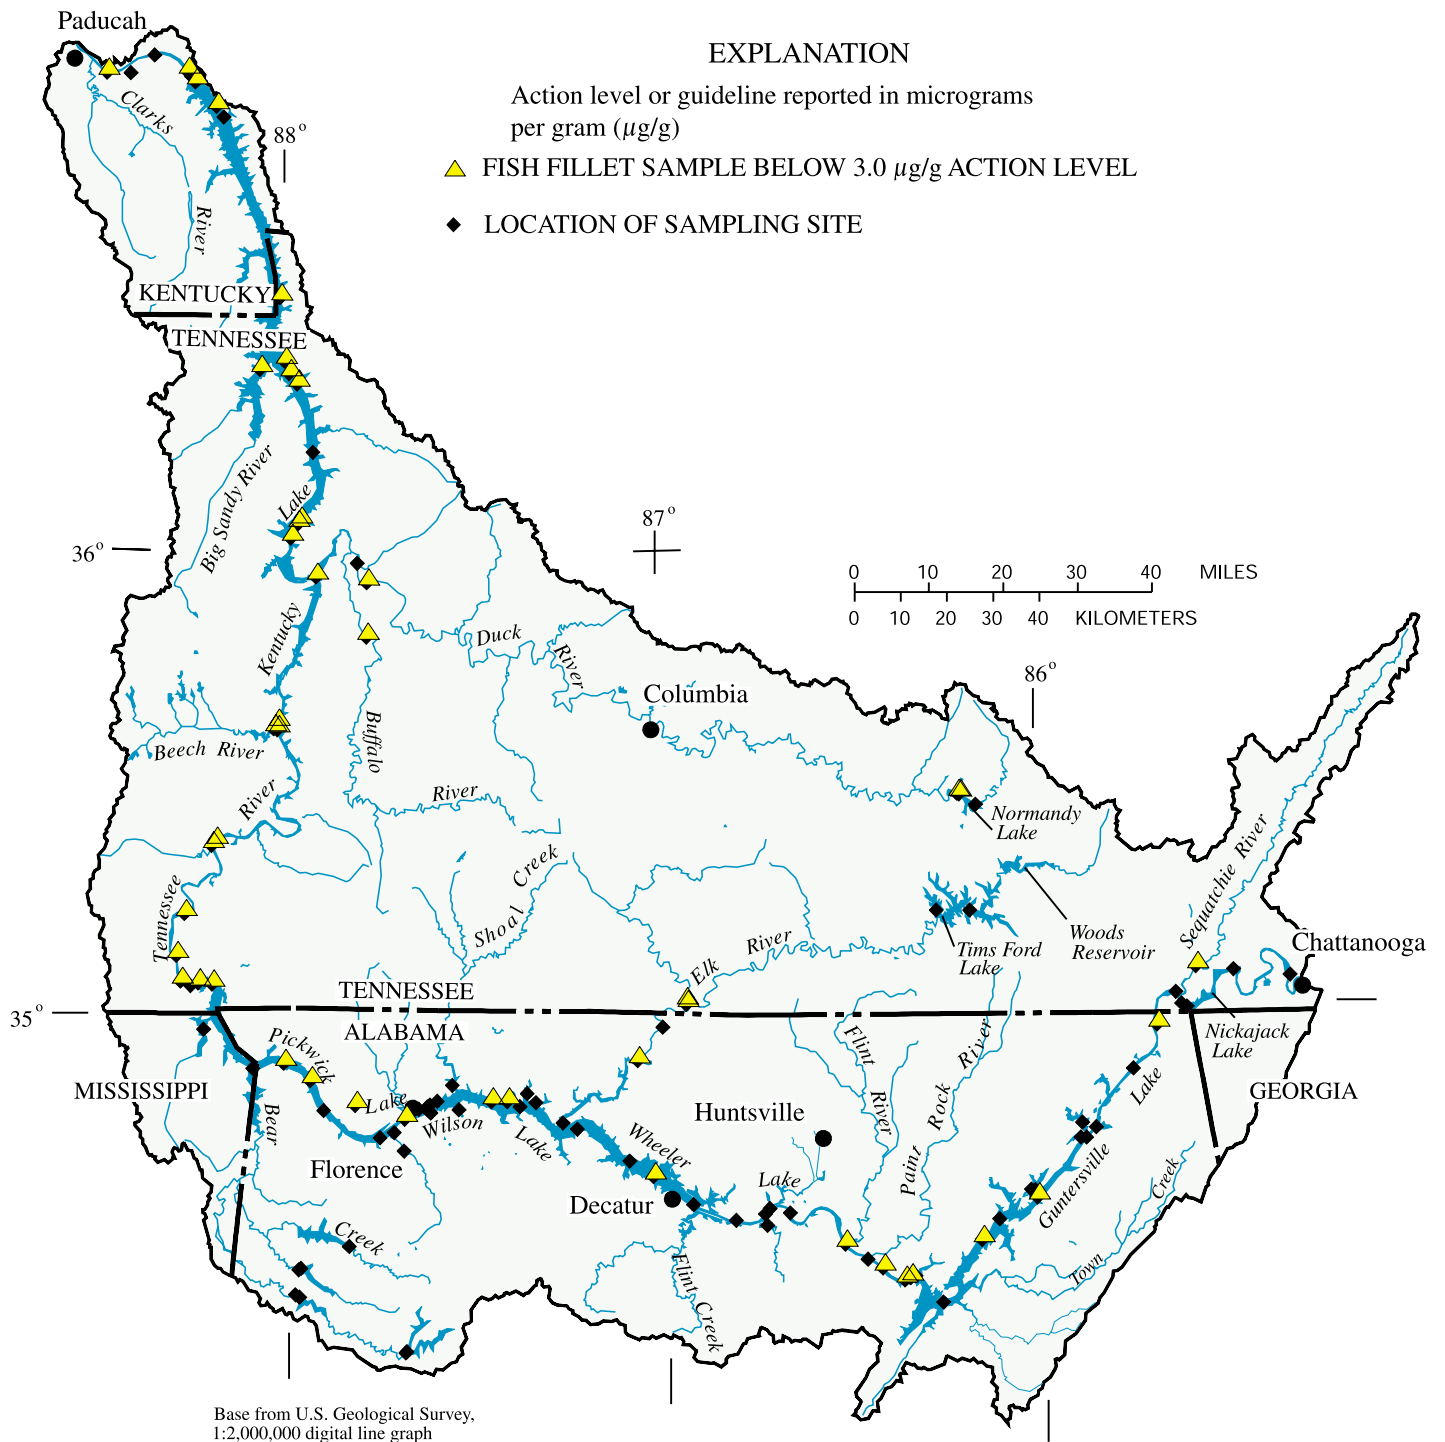 Paducah
EXPLANATION
Action level or guideline reported in micrograms
per gram (µg/g)
FISH FILLET SAMPLE BELOW 3.0 µg/g ACTION LEVEL
LOCATION OF SAMPLING SITE
Clarks
River
88°
KENTUCKY
TENNESSEE
Big Sandy River
Lake
Kentucky
36°
87°
0 10 20 30 40 MILES
0 10 20 30 40 KILOMETERS
Duck
River
Columbia
86°
Buffalo
River
Beech River
River
Tennessee
Normandy
Lake
Shoal Creek
Elk
River
Tims Ford
Lake
Woods
Reservoir
Sequatchie River
Chattanooga
Nickajack
Lake
TENNESSEE
ALABAMA
35°
MISSISSIPPI
GEORGIA
Pickwick
Lake
Bear
Creek
Florence
Wilson
Lake
Wheeler
Lake
Decatur
Huntsville
Flint
River
Paint Rock River
Flint Creek
Guntersville
Lake
Town
Creek
Base from U.S. Geological Survey,
1:2,000,000 digital line graph